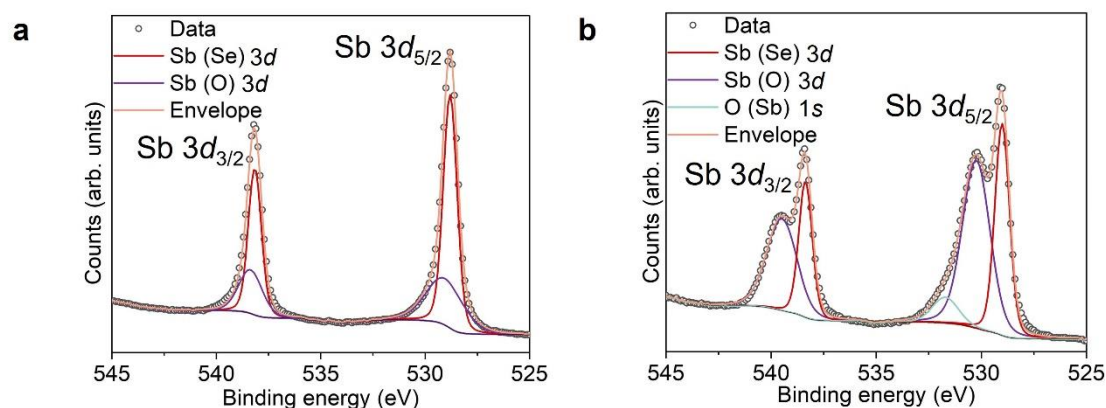 a
Data
Sb (Se) 3d
Sb (O) 3d
Envelope
Sb 3d5/2
Sb 3d3/2
Counts (arb. units)
545 540 535 530 525
Binding energy (eV)
b
Data
Sb (Se) 3d
Sb (O) 3d
O (Sb) 1s
Envelope
Sb 3d5/2
Sb 3d3/2
Counts (arb. units)
545 540 535 530 525
Binding energy (eV)